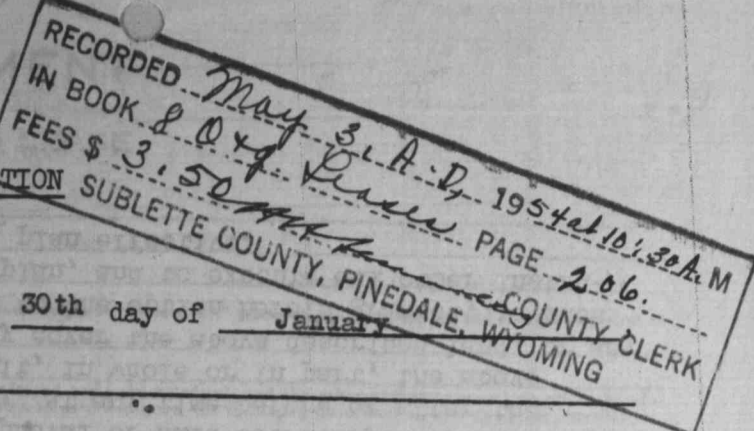 RECORDED May 3, A.D, 1954 at 10:30 A. M
IN BOOK 8 O & g. Leases PAGE 206.
FEES $ 3.50 COUNTY CLERK
SUBLETTE COUNTY, PINEDALE, WYOMING
TION
30th day of January